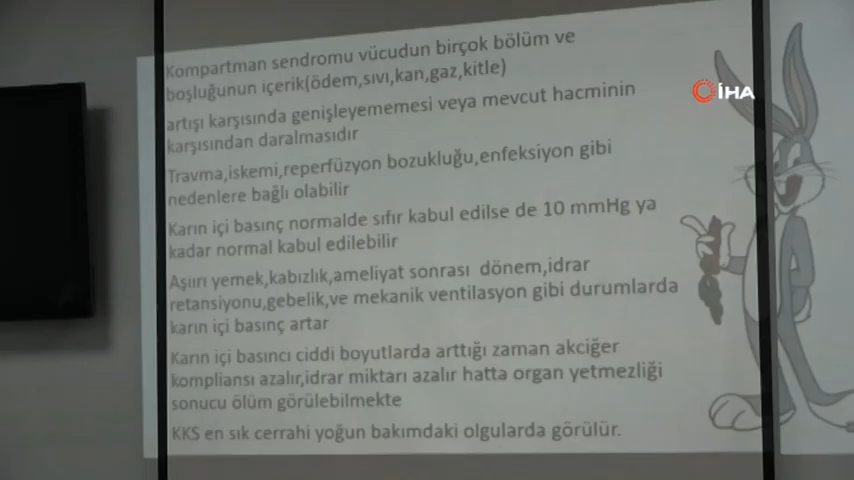 Kompartman sendromu vücudun birçok bölüm ve
boşluğunun içerik(ödem,sıvı,kan,gaz,kitle)
artışı karşısında genişleyememesi veya mevcut hacminin
karşısından daralmasıdır
Travma,iskemi,reperfüzyon bozukluğu,enfeksiyon gibi
nedenlere bağlı olabilir
Karın içi basınç normalde sıfır kabul edilse de 10 mmHg ya
kadar normal kabul edilebilir
Aşıırı yemek,kabızlık,ameliyat sonrası dönem,idrar
retansiyonu,gebelik,ve mekanik ventilasyon gibi durumlarda
karın içi basınç artar
Karın içi basıncı ciddi boyutlarda arttığı zaman akciğer
kompliansı azalır,idrar miktarı azalır hatta organ yetmezliği
sonucu ölüm görülebilmekte
KKS en sık cerrahi yoğun bakımdaki olgularda görülür.
İHA